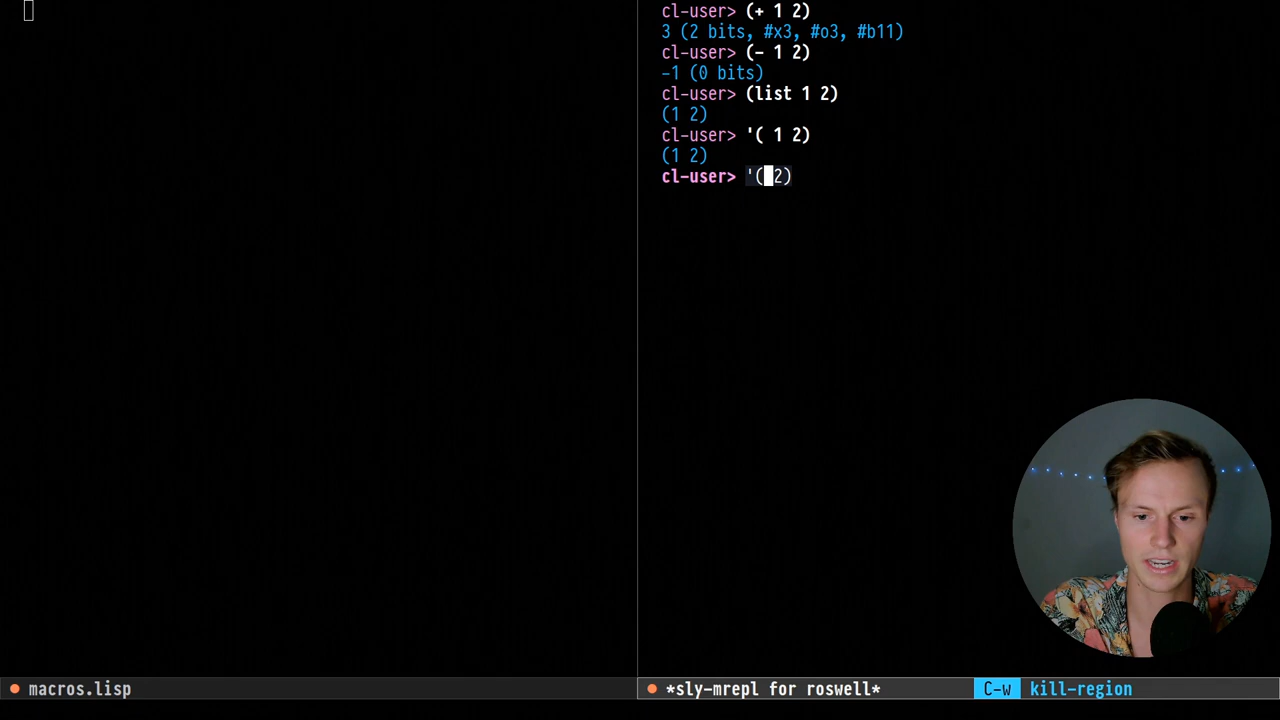 cl-user> (+ 1 2)
3 (2 bits, #x3, #o3, #b11)
cl-user> (- 1 2)
-1 (0 bits)
cl-user> (list 1 2)
(1 2)
cl-user> '( 1 2)
(1 2)
cl-user> '( 2)
macros.lisp
*sly-mrepl for roswell* C-w kill-region